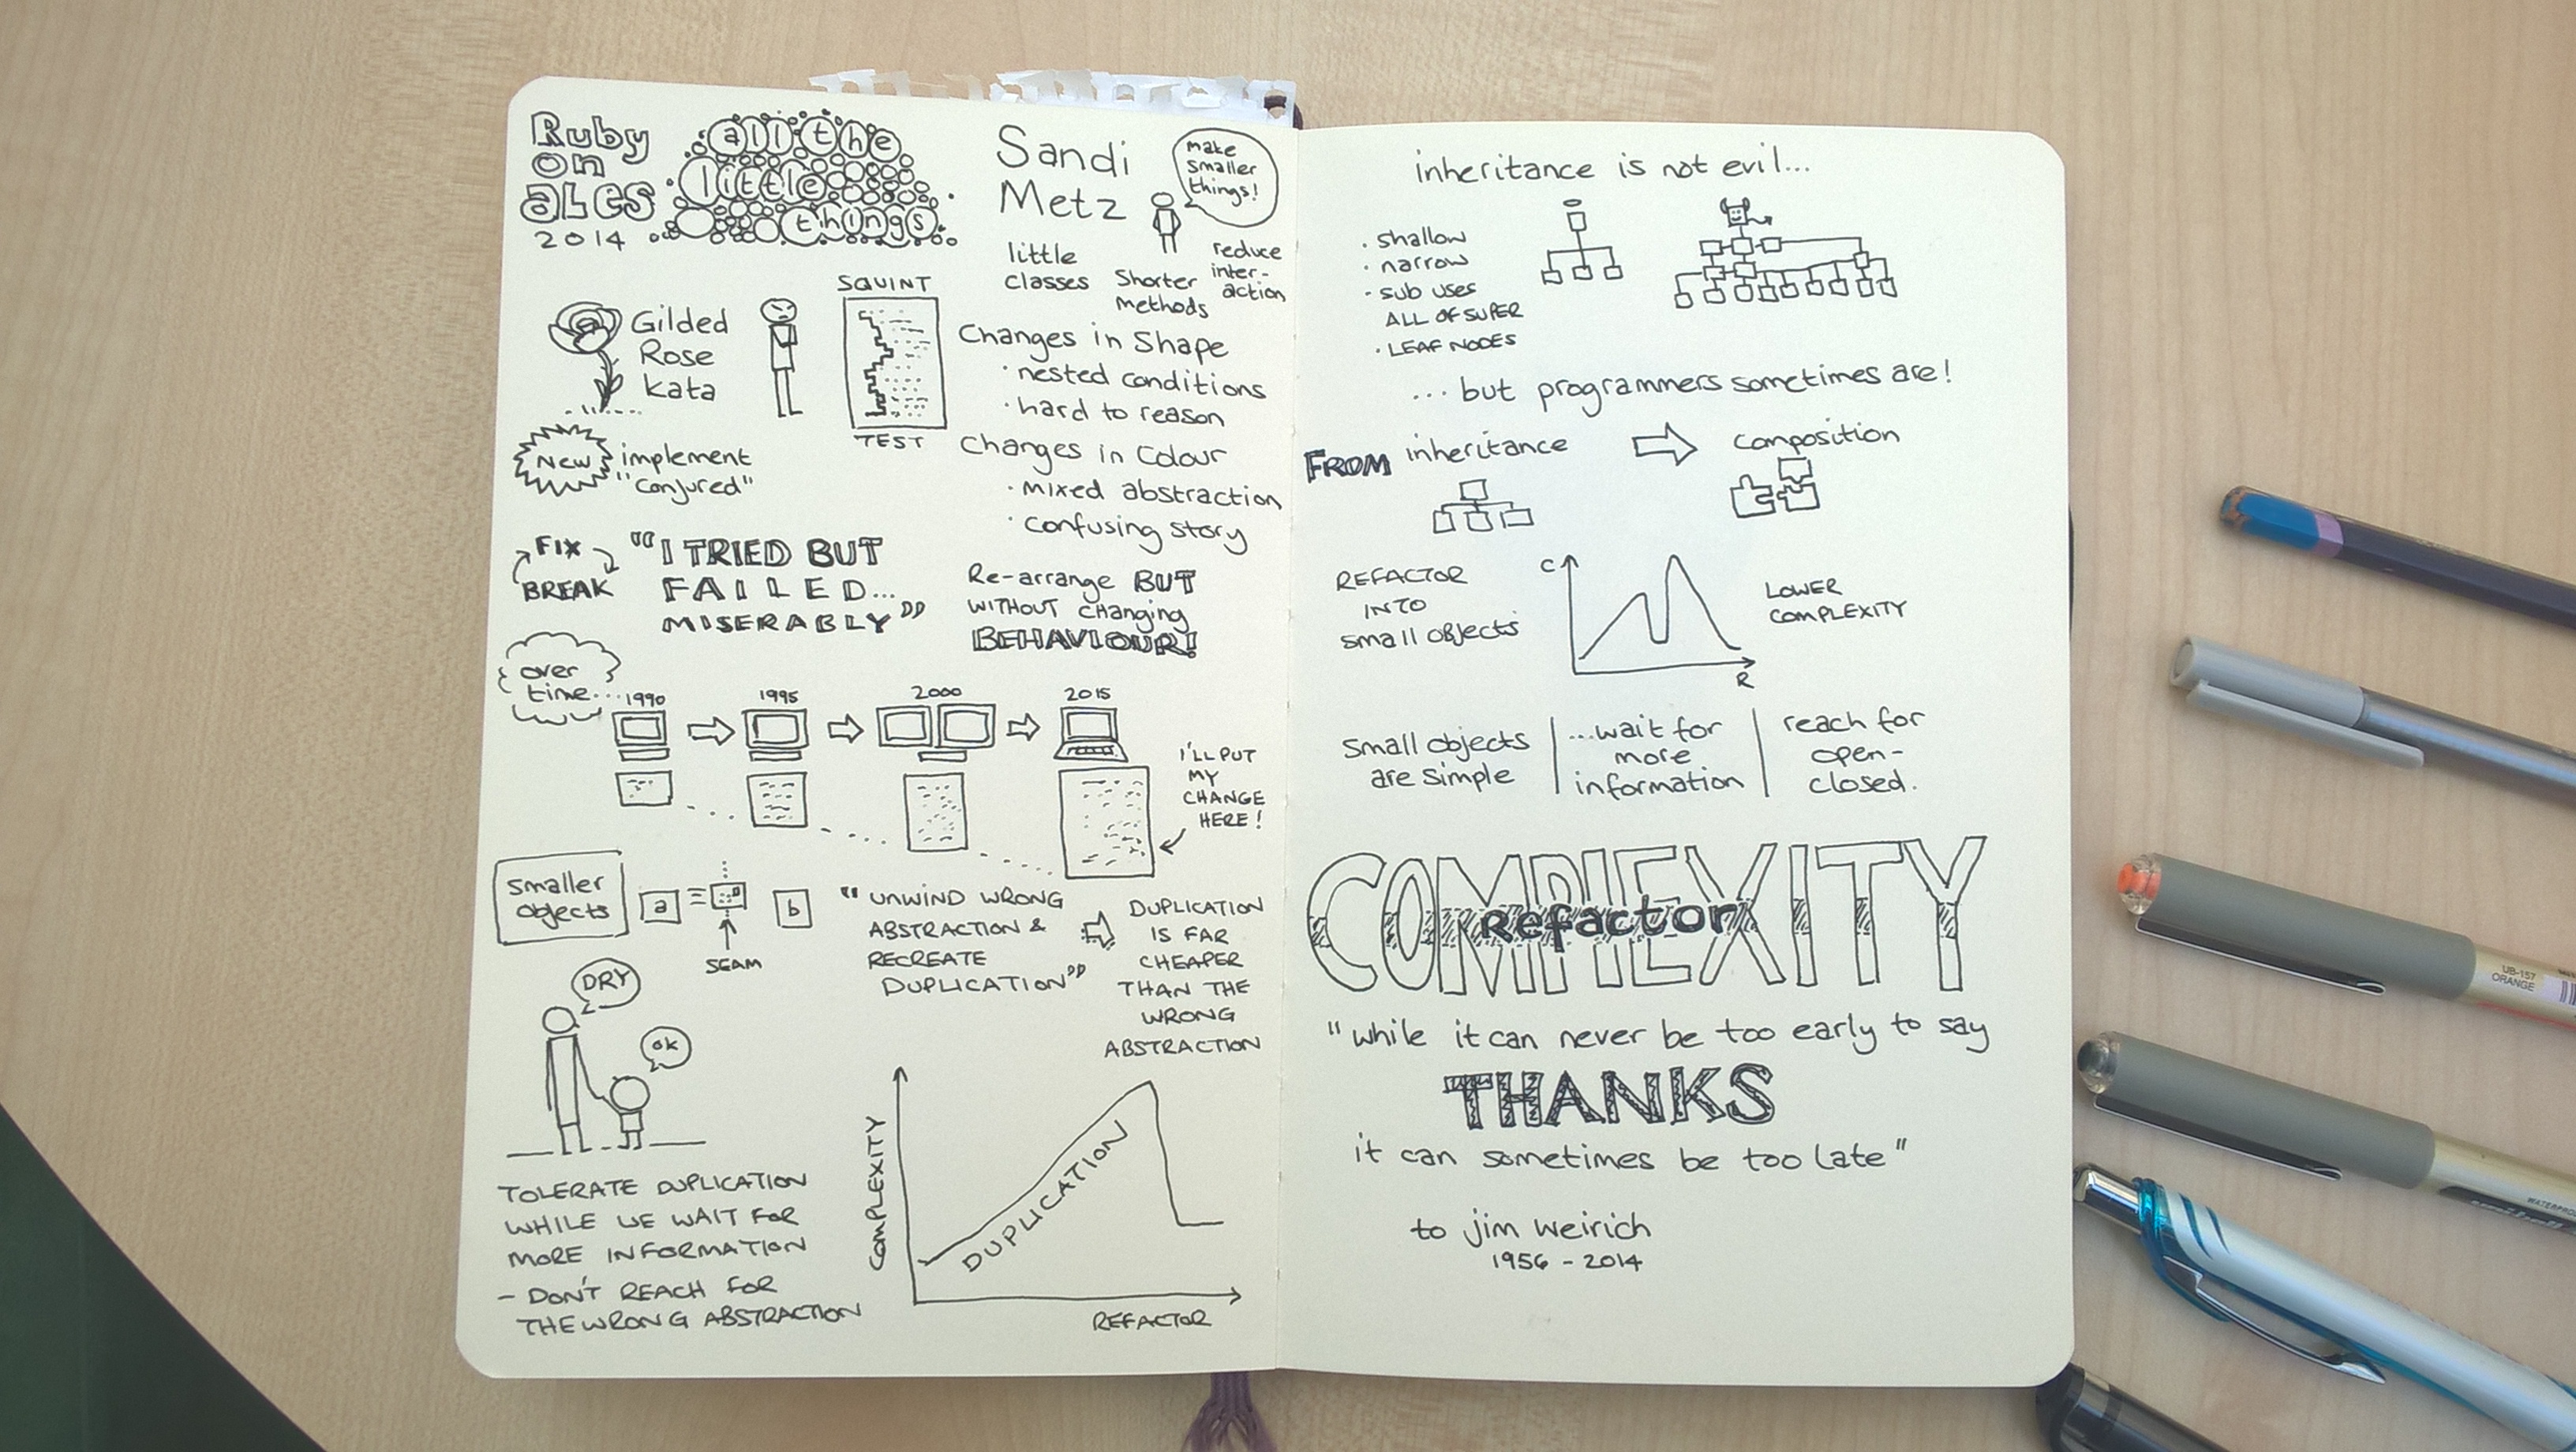 Ruby
on
ALES
2014
all the
little
things
Sandi
Metz
make
smaller
things!
little
classes
Shorter
methods
reduce
inter-
action
Gilded
Rose
Kata
SQUINT
TEST
Changes in Shape
· nested conditions
· hard to reason
Changes in Colour
· mixed abstraction
· confusing story
New
implement
"conjured"
FIX
BREAK
"I TRIED BUT
FAILED...
MISERABLY"
Re-arrange BUT
WITHOUT changing
BEHAVIOUR!
over
time...
1990
1995
2000
2015
I'LL PUT
MY
CHANGE
HERE!
smaller
objects
a
b
SEAM
"UNWIND WRONG
ABSTRACTION &
RECREATE
DUPLICATION"
DUPLICATION
IS FAR
CHEAPER
THAN THE
WRONG
ABSTRACTION
DRY
OK
TOLERATE DUPLICATION
WHILE WE WAIT FOR
MORE INFORMATION
- DON'T REACH FOR
THE WRONG ABSTRACTION
COMPLEXITY
DUPLICATION
REFACTOR
inheritance is not evil...
· shallow
· narrow
· sub uses
ALL OF SUPER
· LEAF NODES
...but programmers sometimes are!
FROM inheritance
composition
REFACTOR
INTO
small objects
C
R
LOWER
COMPLEXITY
small objects
are simple
...wait for
more
information
reach for
open-
closed.
COMPLEXITY
Refactor
"while it can never be too early to say
THANKS
it can sometimes be too late"
to jim weirich
1956 - 2014
UB-157
ORANGE